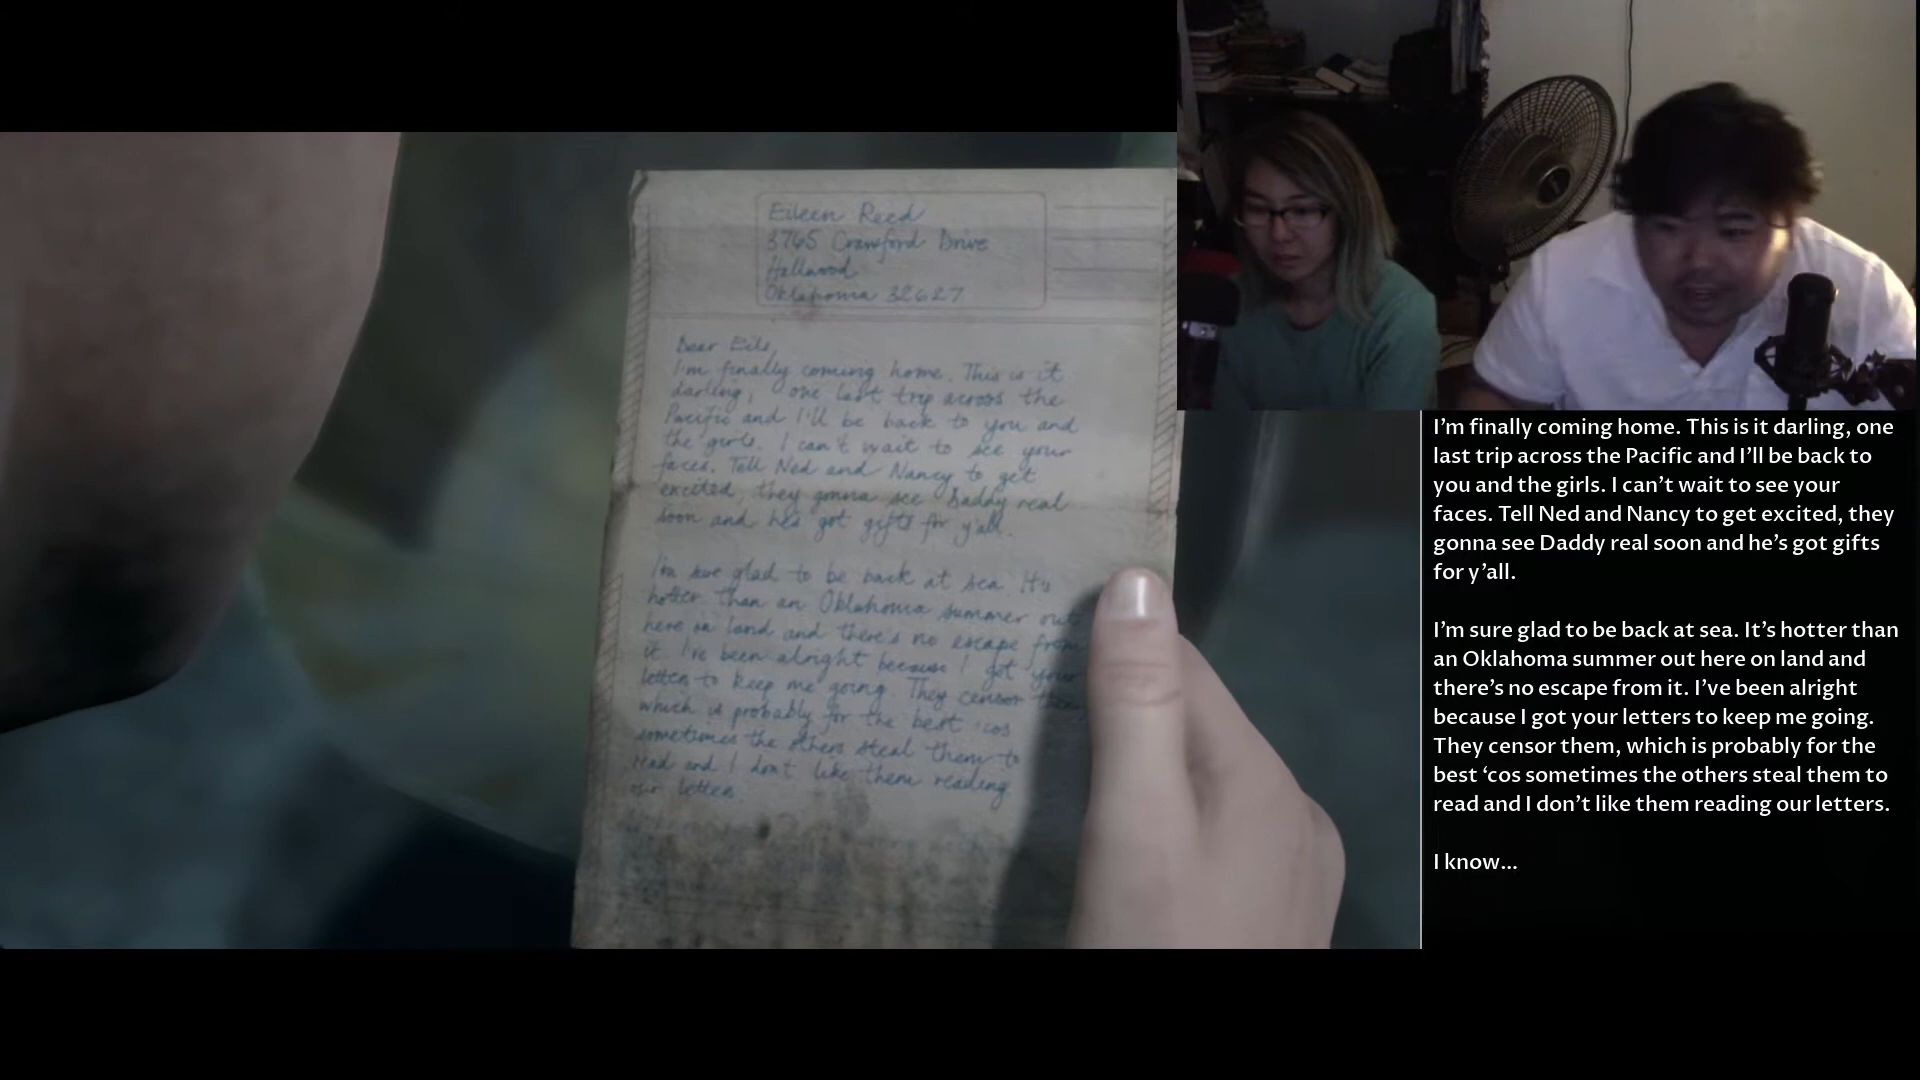 Eileen Reed
3765 Crawford Drive
Hallwood
Oklahoma 32627
Dear Eile,
I'm finally coming home. This is it
darling, one last trip across the
Pacific and I'll be back to you and
the girls. I can't wait to see your
faces. Tell Ned and Nancy to get
excited, they gonna see Daddy real
soon and he's got gifts for y'all.
I'm sure glad to be back at sea. It's
hotter than an Oklahoma summer out
here on land and there's no escape from
it. I've been alright because I got your
letters to keep me going. They censor them,
which is probably for the best 'cos
sometimes the others steal them to
read and I don't like them reading
our letters.
I'm finally coming home. This is it darling, one
last trip across the Pacific and I'll be back to
you and the girls. I can't wait to see your
faces. Tell Ned and Nancy to get excited, they
gonna see Daddy real soon and he's got gifts
for y'all.
I'm sure glad to be back at sea. It's hotter than
an Oklahoma summer out here on land and
there's no escape from it. I've been alright
because I got your letters to keep me going.
They censor them, which is probably for the
best ‘cos sometimes the others steal them to
read and I don't like them reading our letters.
I know...